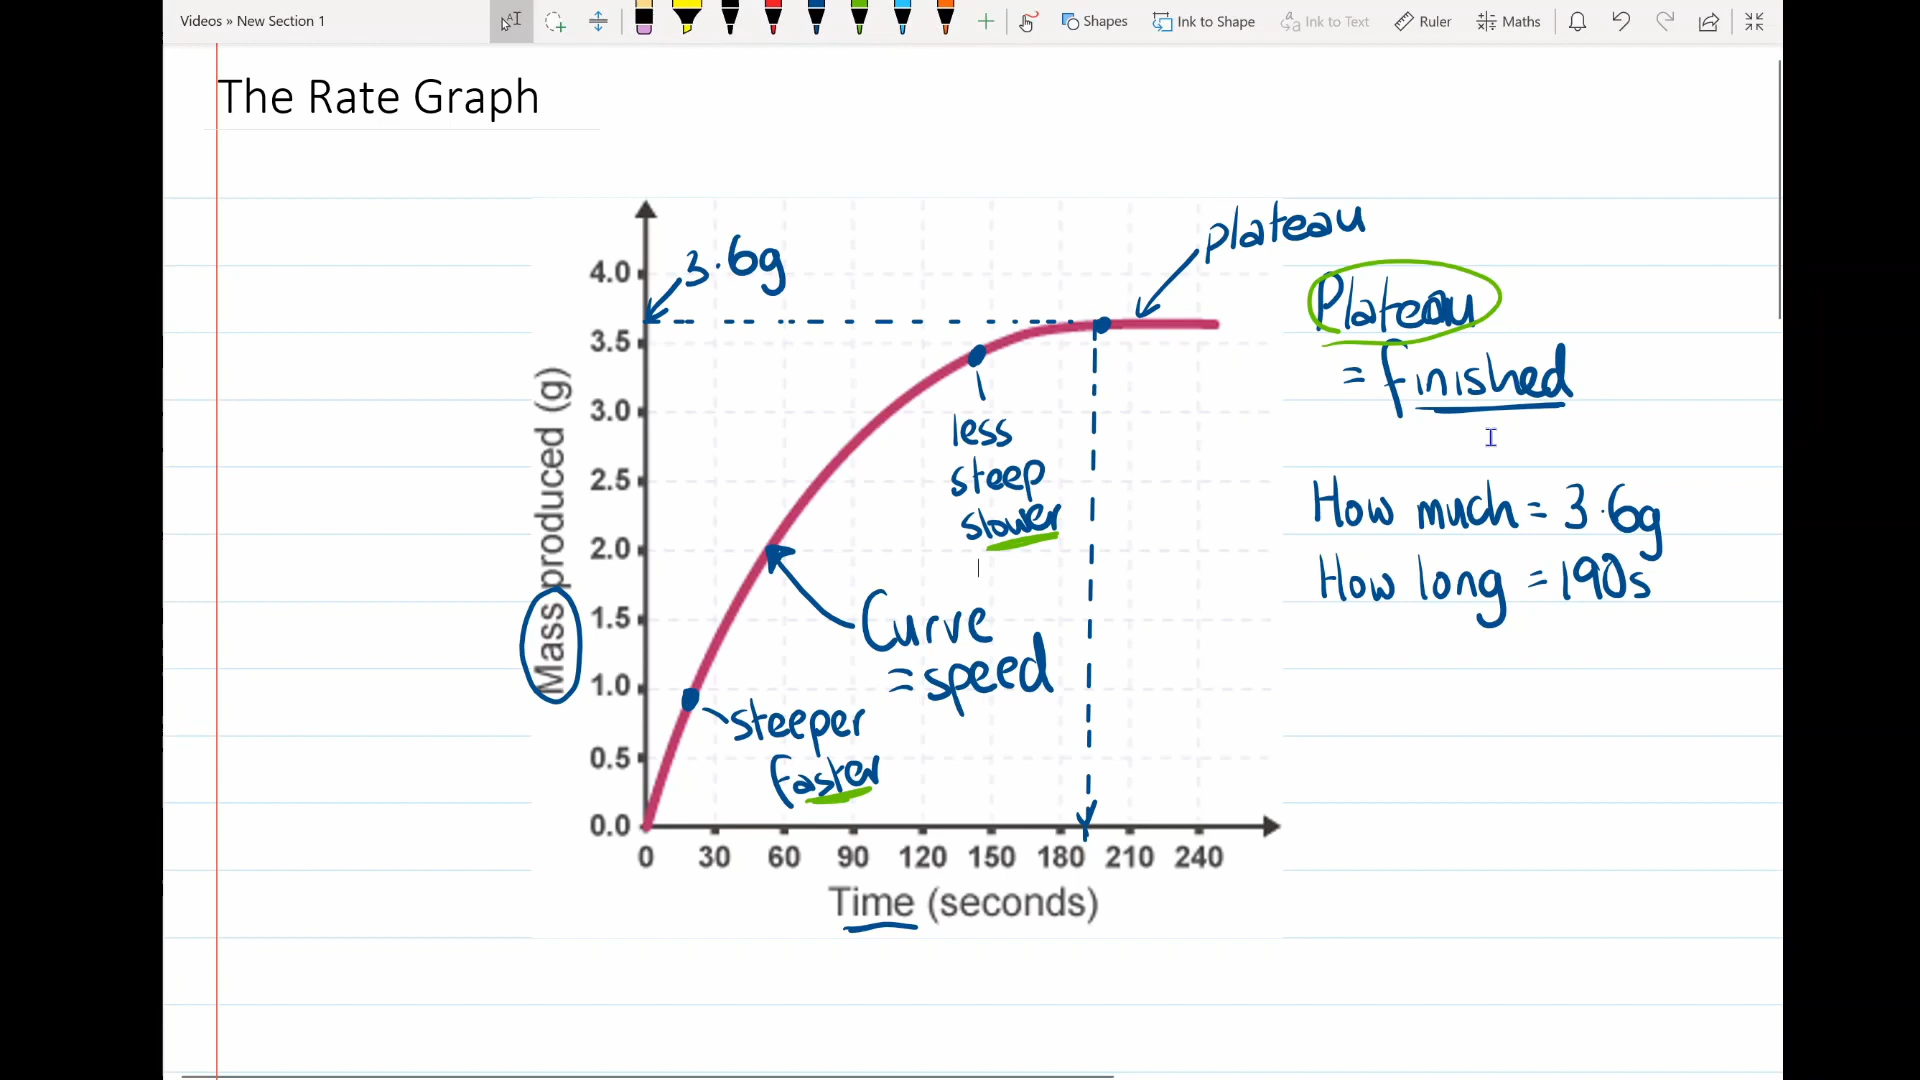 Videos » New Section 1
Shapes
Ink to Shape
Ink to Text
Ruler
Maths
The Rate Graph
plateau
3.6g
Plateau
= finished
4.0
3.5
3.0
2.5
2.0
1.5
1.0
0.5
0.0
Mass produced (g)
less
steep
slower
How much = 3.6g
How long = 190s
Curve
= speed
steeper
faster
0 30 60 90 120 150 180 210 240
Time (seconds)